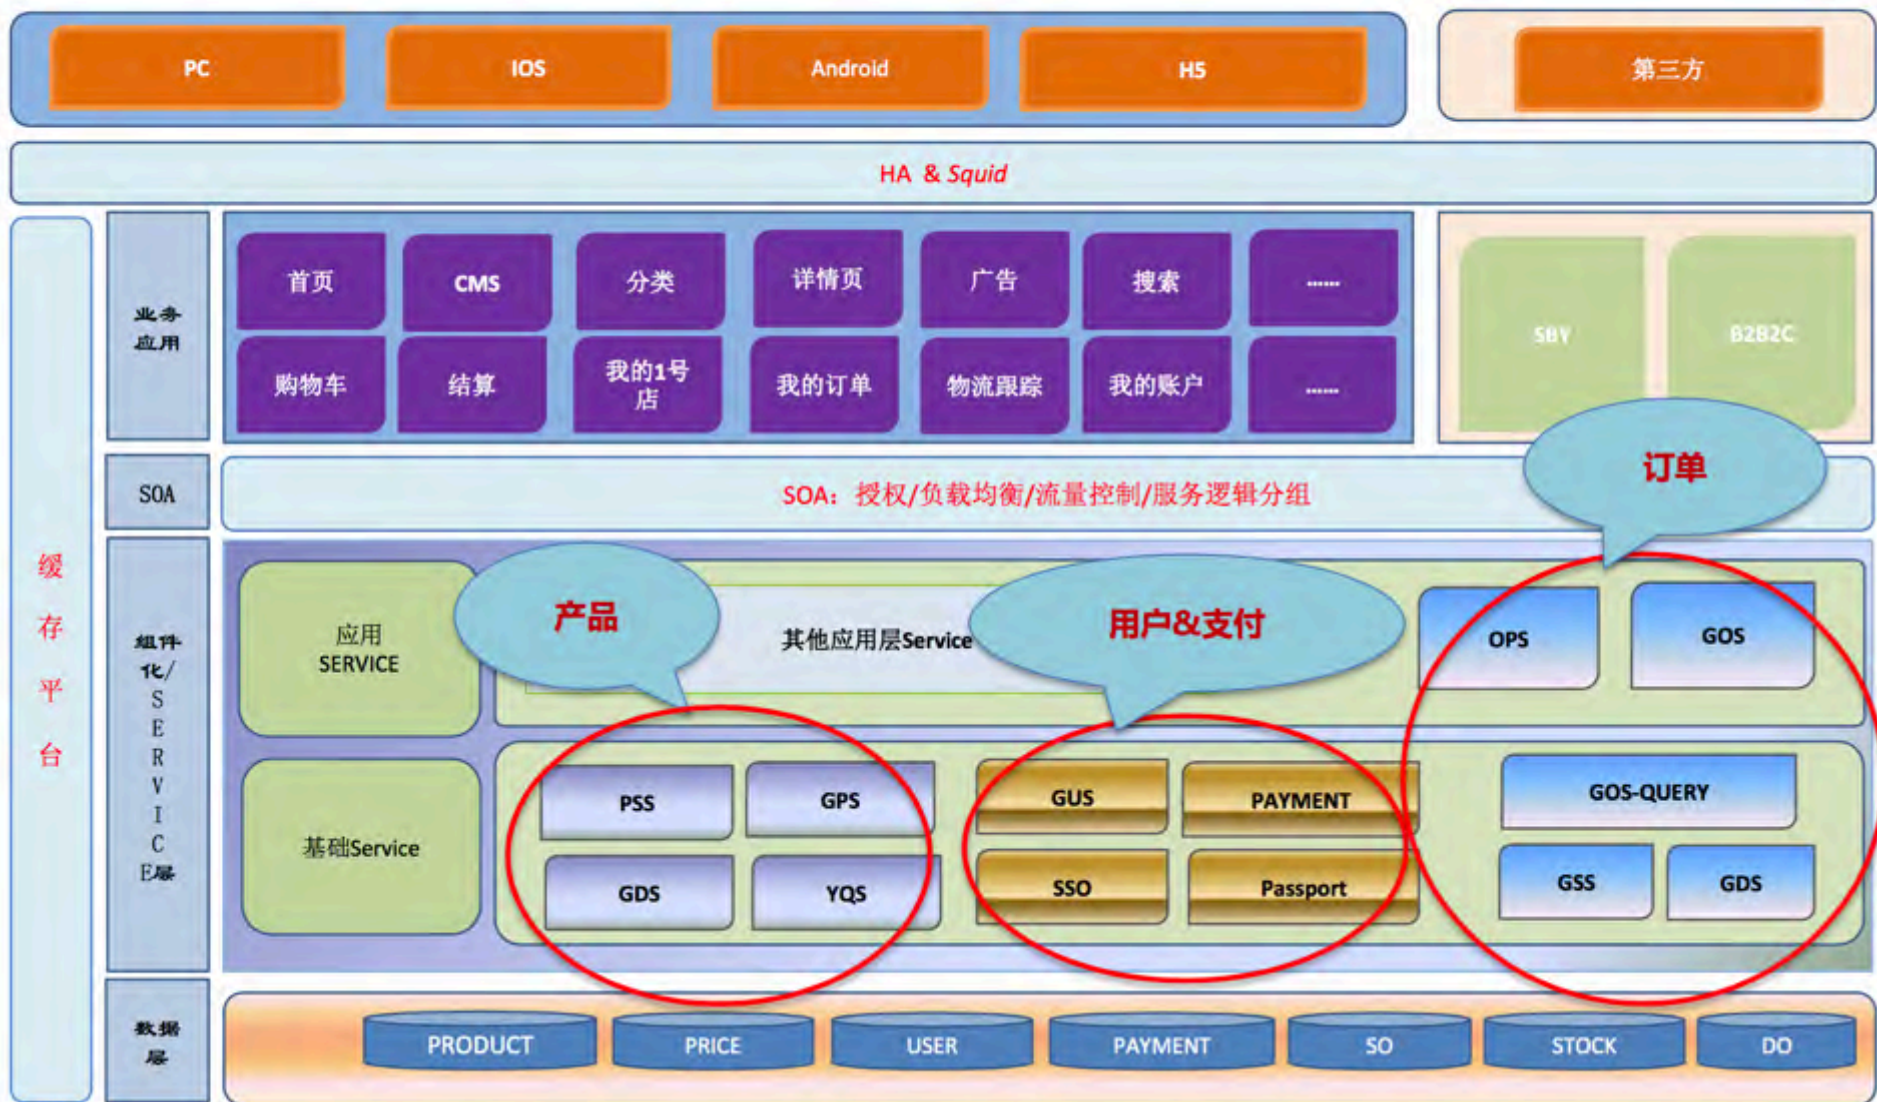 PC
IOS
Android
H5
第三方
HA & Squid
缓
存
平
台
业务
应用
首页
CMS
分类
详情页
广告
搜索
......
购物车
结算
我的1号
店
我的订单
物流跟踪
我的账户
......
SBY
B2B2C
SOA
SOA：授权/负载均衡/流量控制/服务逻辑分组
订单
组件
化/
S
E
R
V
I
C
E层
应用
SERVICE
产品
其他应用层Service
用户&支付
OPS
GOS
基础Service
PSS
GPS
GDS
YQS
GUS
PAYMENT
SSO
Passport
GOS-QUERY
GSS
GDS
数据
层
PRODUCT
PRICE
USER
PAYMENT
SO
STOCK
DO